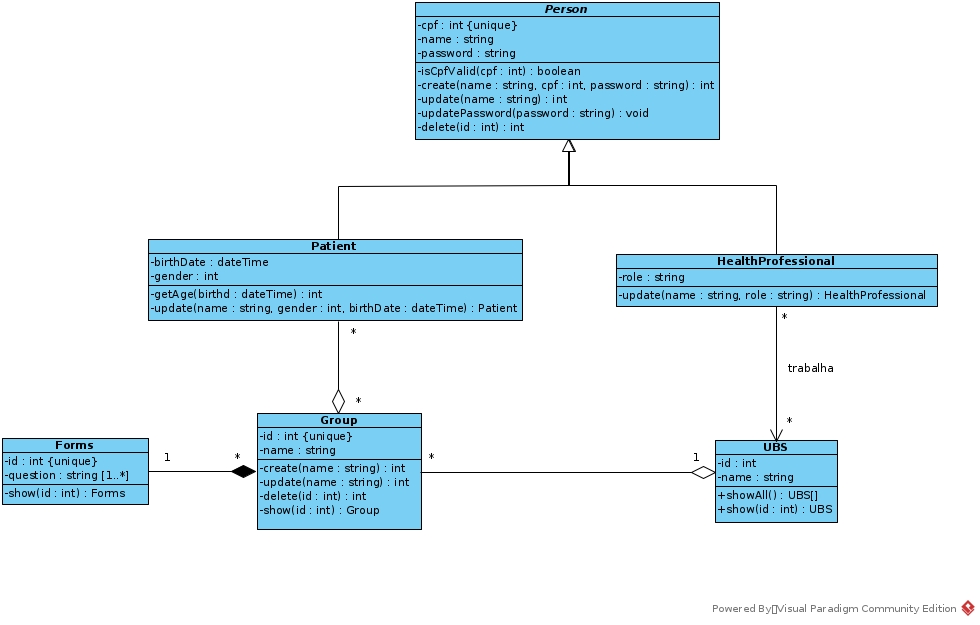 Person
-cpf : int {unique}
-name : string
-password : string
-isCpfValid(cpf : int) : boolean
-create(name : string, cpf : int, password : string) : int
-update(name : string) : int
-updatePassword(password : string) : void
-delete(id : int) : int
Patient
-birthDate : dateTime
-gender : int
-getAge(birthd : dateTime) : int
-update(name : string, gender : int, birthDate : dateTime) : Patient
HealthProfessional
-role : string
-update(name : string, role : string) : HealthProfessional
*
*
trabalha
*
*
Forms
-id : int {unique}
-question : string [1..*]
-show(id : int) : Forms
1
*
Group
-id : int {unique}
-name : string
-create(name : string) : int
-update(name : string) : int
-delete(id : int) : int
-show(id : int) : Group
*
1
UBS
-id : int
-name : string
+showAll() : UBS[]
+show(id : int) : UBS
Powered By▯Visual Paradigm Community Edition